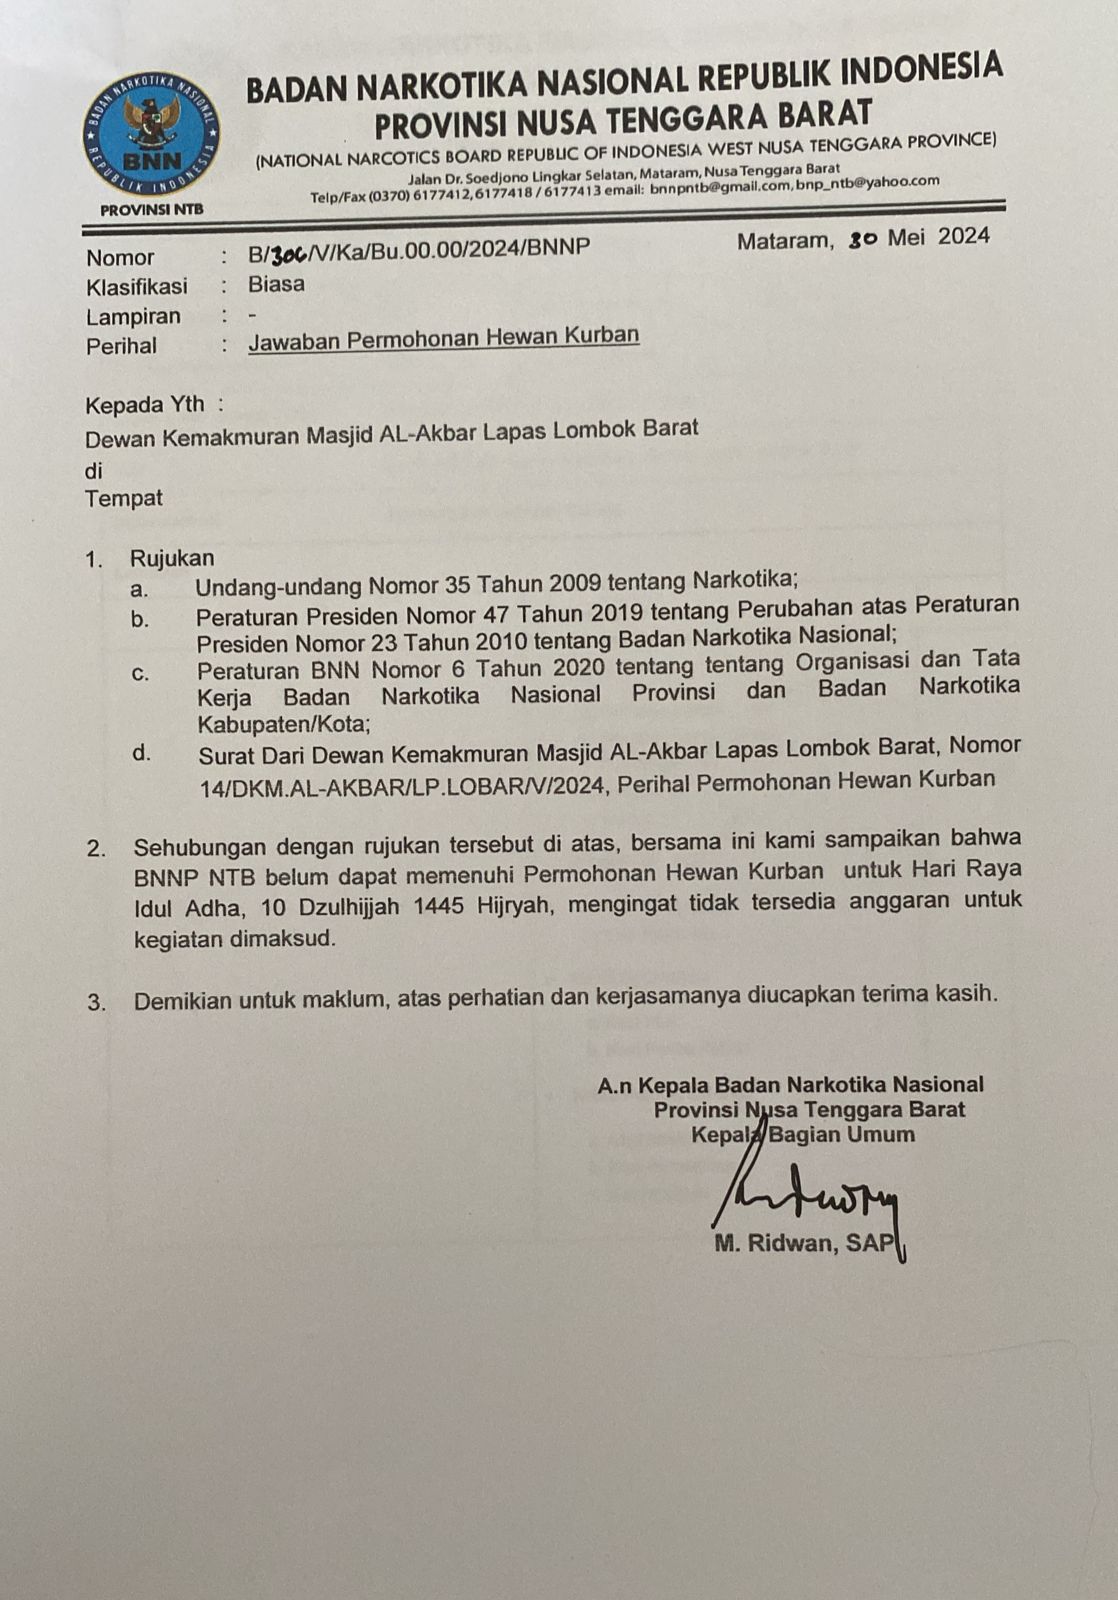 BADAN NARKOTIKA NASIONAL
REPUBLIK INDONESIA
BNN
PROVINSI NTB
BADAN NARKOTIKA NASIONAL REPUBLIK INDONESIA
PROVINSI NUSA TENGGARA BARAT
(NATIONAL NARCOTICS BOARD REPUBLIC OF INDONESIA WEST NUSA TENGGARA PROVINCE)
Jalan Dr. Soedjono Lingkar Selatan, Mataram, Nusa Tenggara Barat
Telp/Fax (0370) 6177412, 6177418 / 6177413 email: bnnpntb@gmail.com, bnp_ntb@yahoo.com
Nomor : B/306/V/Ka/Bu.00.00/2024/BNNP Mataram, 30 Mei 2024
Klasifikasi : Biasa
Lampiran : -
Perihal : Jawaban Permohonan Hewan Kurban
Kepada Yth :
Dewan Kemakmuran Masjid AL-Akbar Lapas Lombok Barat
di
Tempat
1. Rujukan
a. Undang-undang Nomor 35 Tahun 2009 tentang Narkotika;
b. Peraturan Presiden Nomor 47 Tahun 2019 tentang Perubahan atas Peraturan
Presiden Nomor 23 Tahun 2010 tentang Badan Narkotika Nasional;
c. Peraturan BNN Nomor 6 Tahun 2020 tentang tentang Organisasi dan Tata
Kerja Badan Narkotika Nasional Provinsi dan Badan Narkotika
Kabupaten/Kota;
d. Surat Dari Dewan Kemakmuran Masjid AL-Akbar Lapas Lombok Barat, Nomor
14/DKM.AL-AKBAR/LP.LOBAR/V/2024, Perihal Permohonan Hewan Kurban
2. Sehubungan dengan rujukan tersebut di atas, bersama ini kami sampaikan bahwa
BNNP NTB belum dapat memenuhi Permohonan Hewan Kurban untuk Hari Raya
Idul Adha, 10 Dzulhijjah 1445 Hijryah, mengingat tidak tersedia anggaran untuk
kegiatan dimaksud.
3. Demikian untuk maklum, atas perhatian dan kerjasamanya diucapkan terima kasih.
A.n Kepala Badan Narkotika Nasional
Provinsi Nusa Tenggara Barat
Kepala Bagian Umum
M. Ridwan, SAP